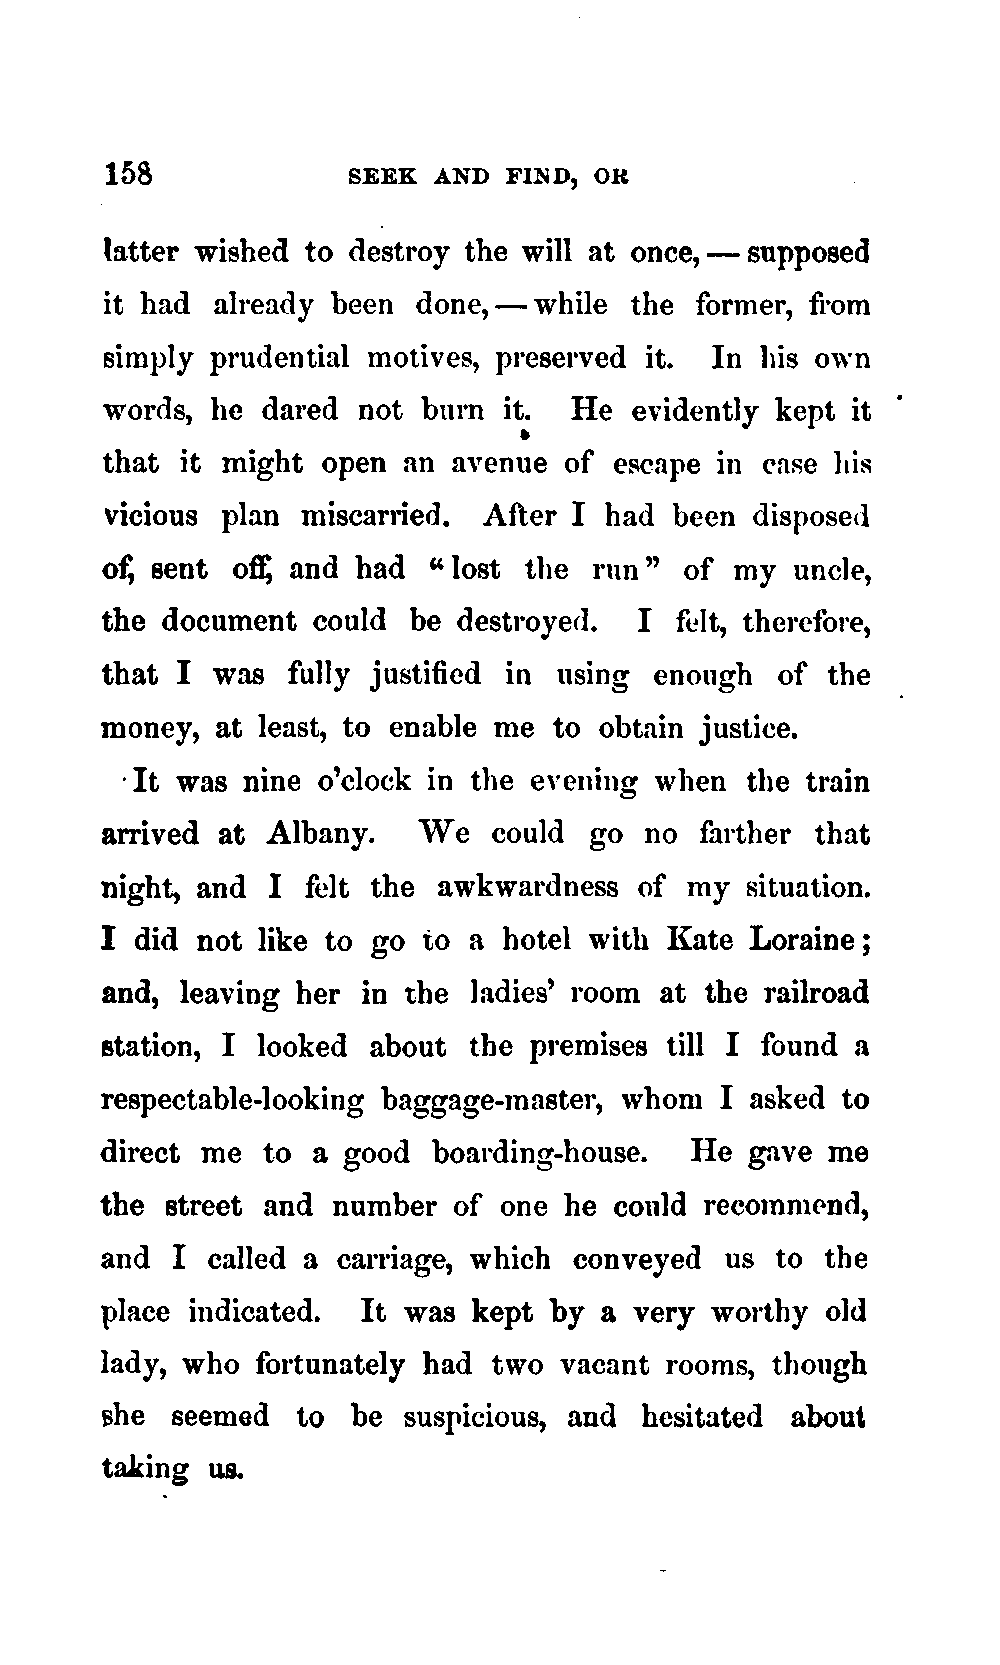 158 SEEK AND FIND, OR
latter wished to destroy the will at once, — supposed
it had already been done, — while the former, from
simply prudential motives, preserved it. In his own
words, he dared not burn it. He evidently kept it
that it might open an avenue of escape in case his
vicious plan miscarried. After I had been disposed
of, sent off, and had “lost the run” of my uncle,
the document could be destroyed. I felt, therefore,
that I was fully justified in using enough of the
money, at least, to enable me to obtain justice.
It was nine o’clock in the evening when the train
arrived at Albany. We could go no farther that
night, and I felt the awkwardness of my situation.
I did not like to go to a hotel with Kate Loraine;
and, leaving her in the ladies’ room at the railroad
station, I looked about the premises till I found a
respectable-looking baggage-master, whom I asked to
direct me to a good boarding-house. He gave me
the street and number of one he could recommend,
and I called a carriage, which conveyed us to the
place indicated. It was kept by a very worthy old
lady, who fortunately had two vacant rooms, though
she seemed to be suspicious, and hesitated about
taking us.